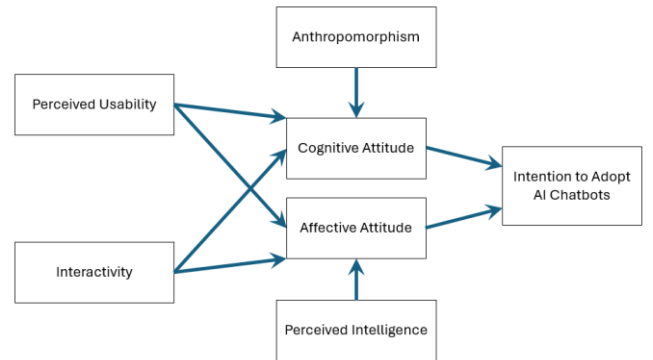 Anthropomorphism
Perceived Usability
Cognitive Attitude
Intention to Adopt
AI Chatbots
Affective Attitude
Interactivity
Perceived Intelligence